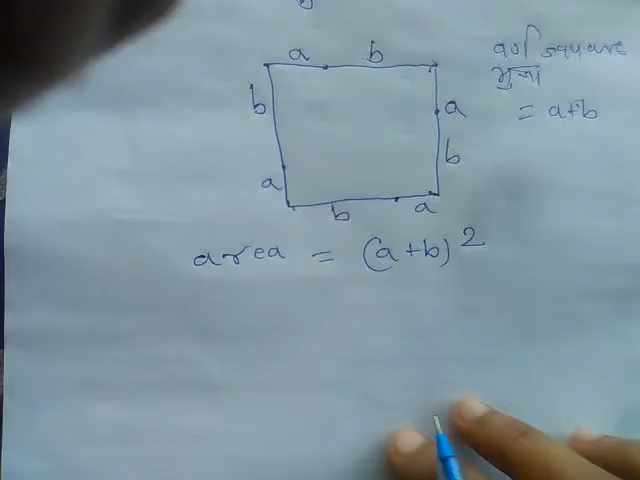 a b
वर्ग square
भुजा
= a+b
b a
a b
b a
area = (a+b)²